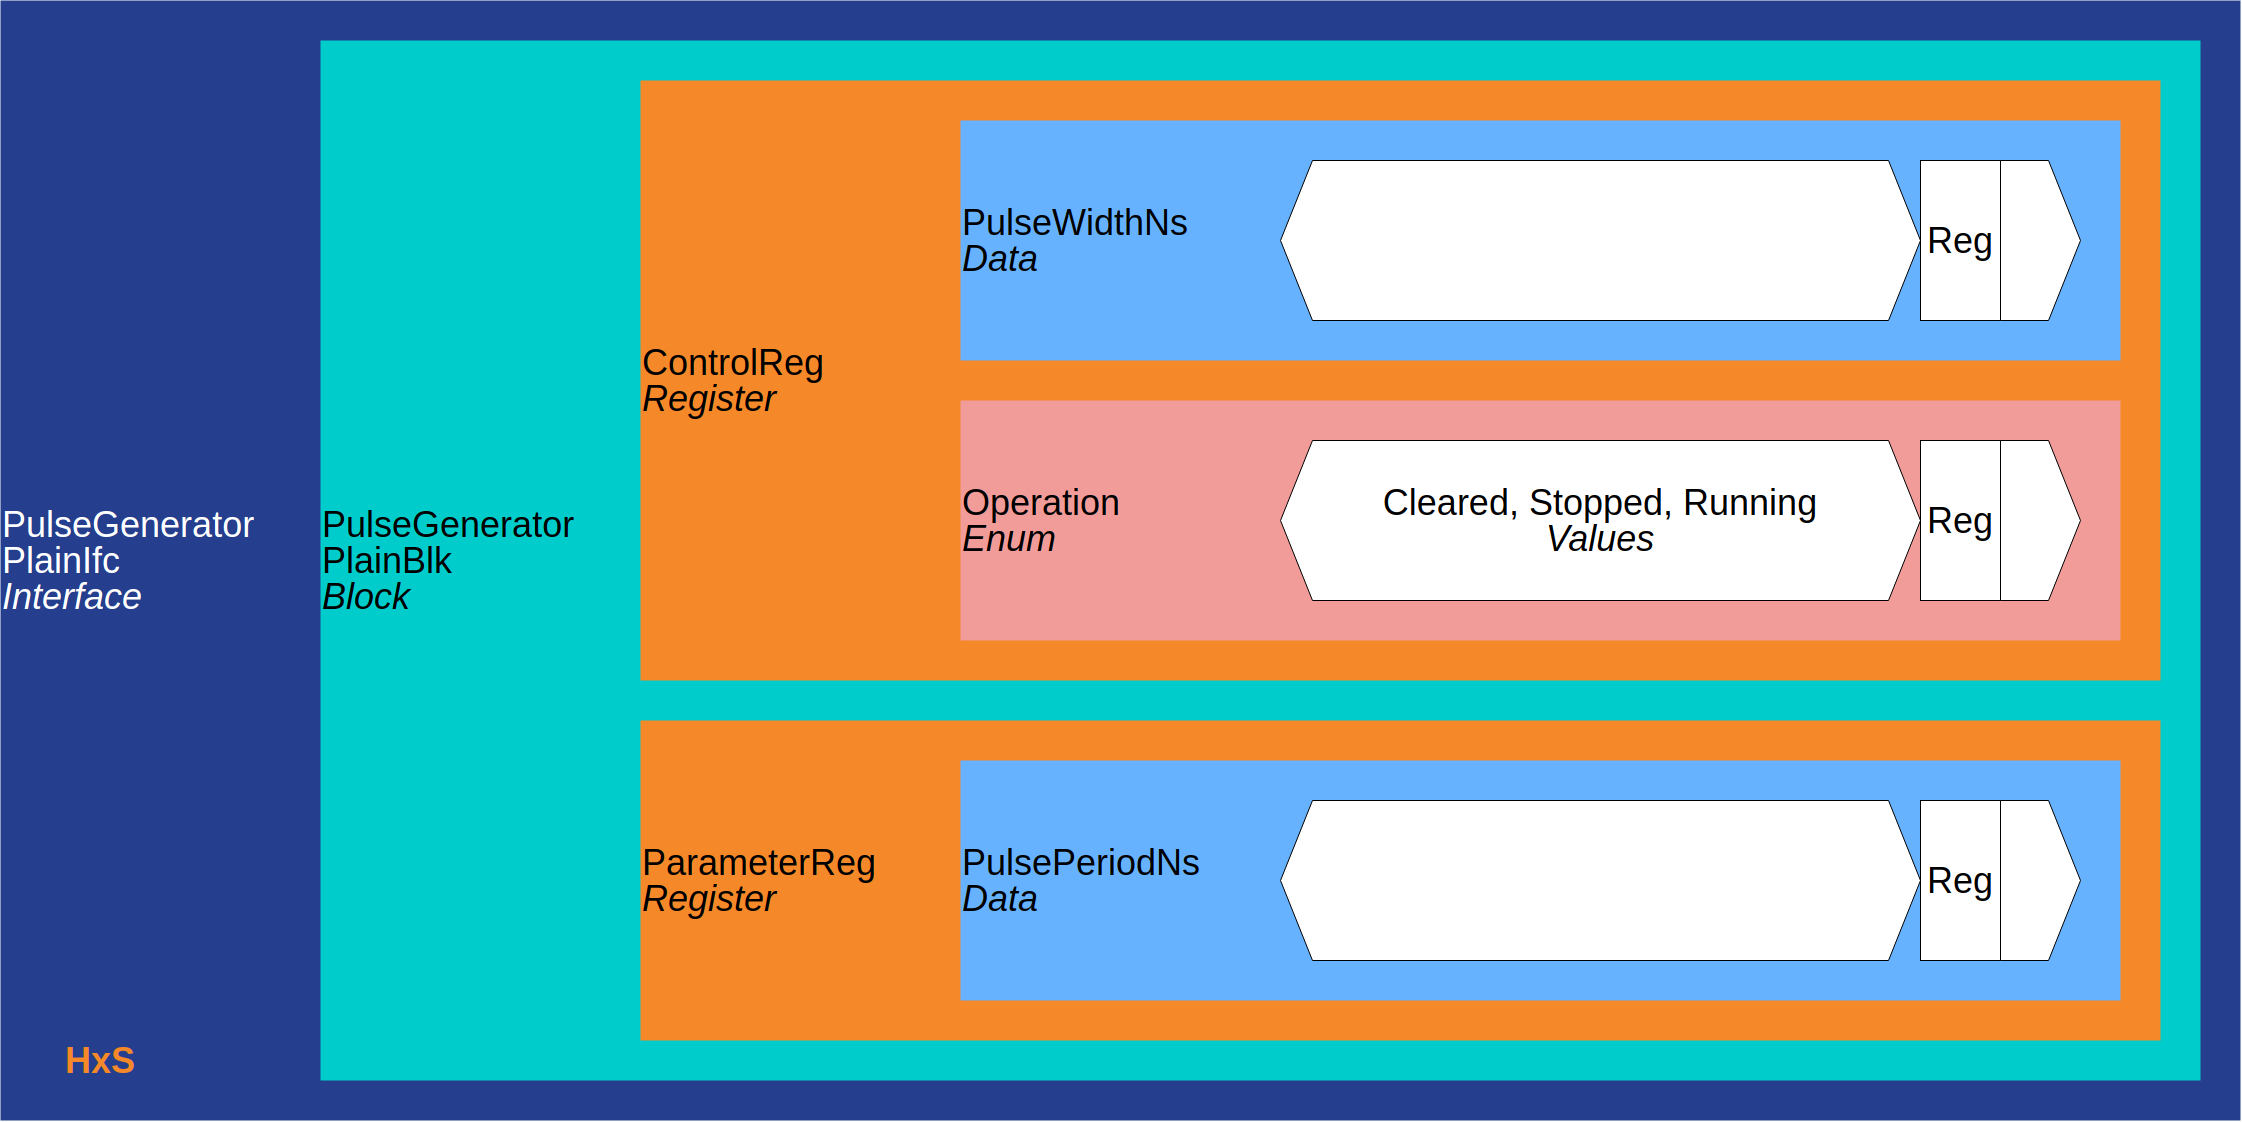 PulseGenerator
PlainIfc
Interface
HxS
PulseGenerator
PlainBlk
Block
ControlReg
Register
PulseWidthNs
Data
Reg
Operation
Enum
Cleared, Stopped, Running
Values
Reg
ParameterReg
Register
PulsePeriodNs
Data
Reg